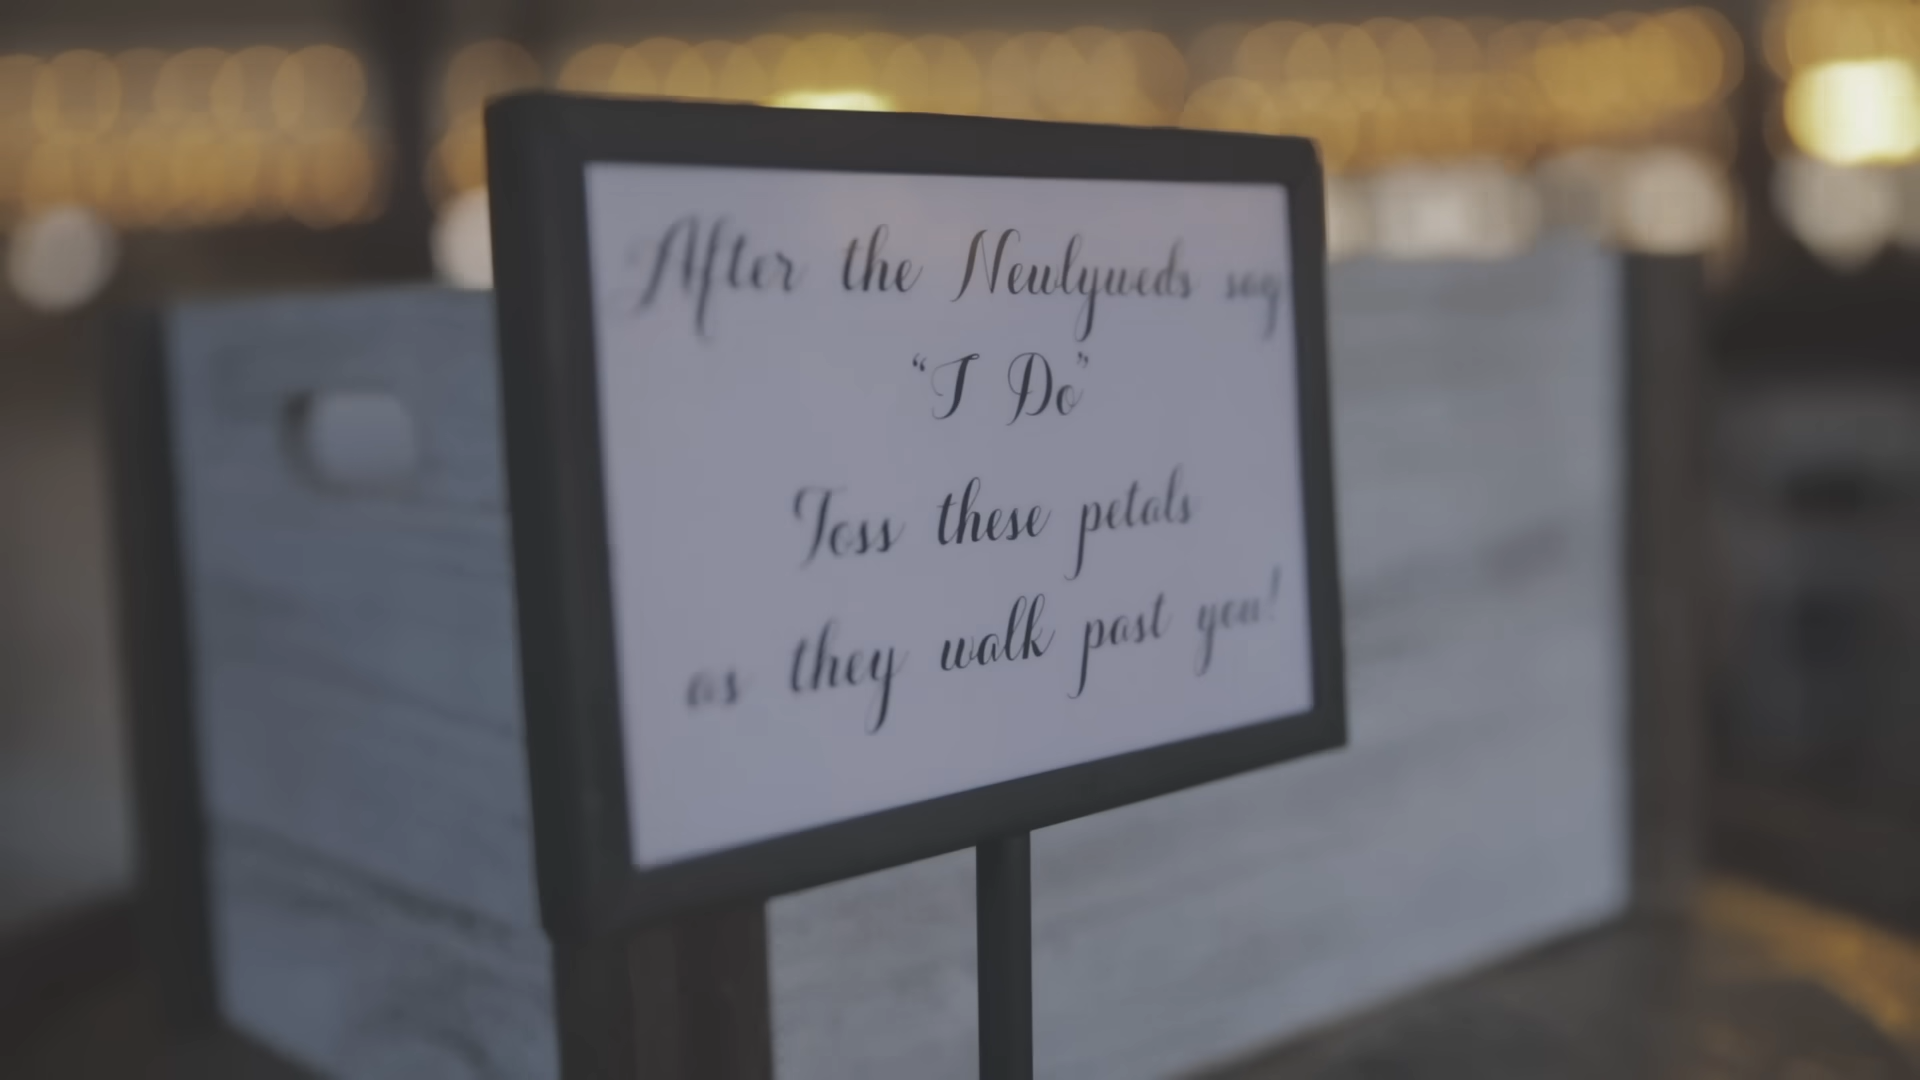 After the Newlyweds say
“I Do”
Toss these petals
as they walk past you!